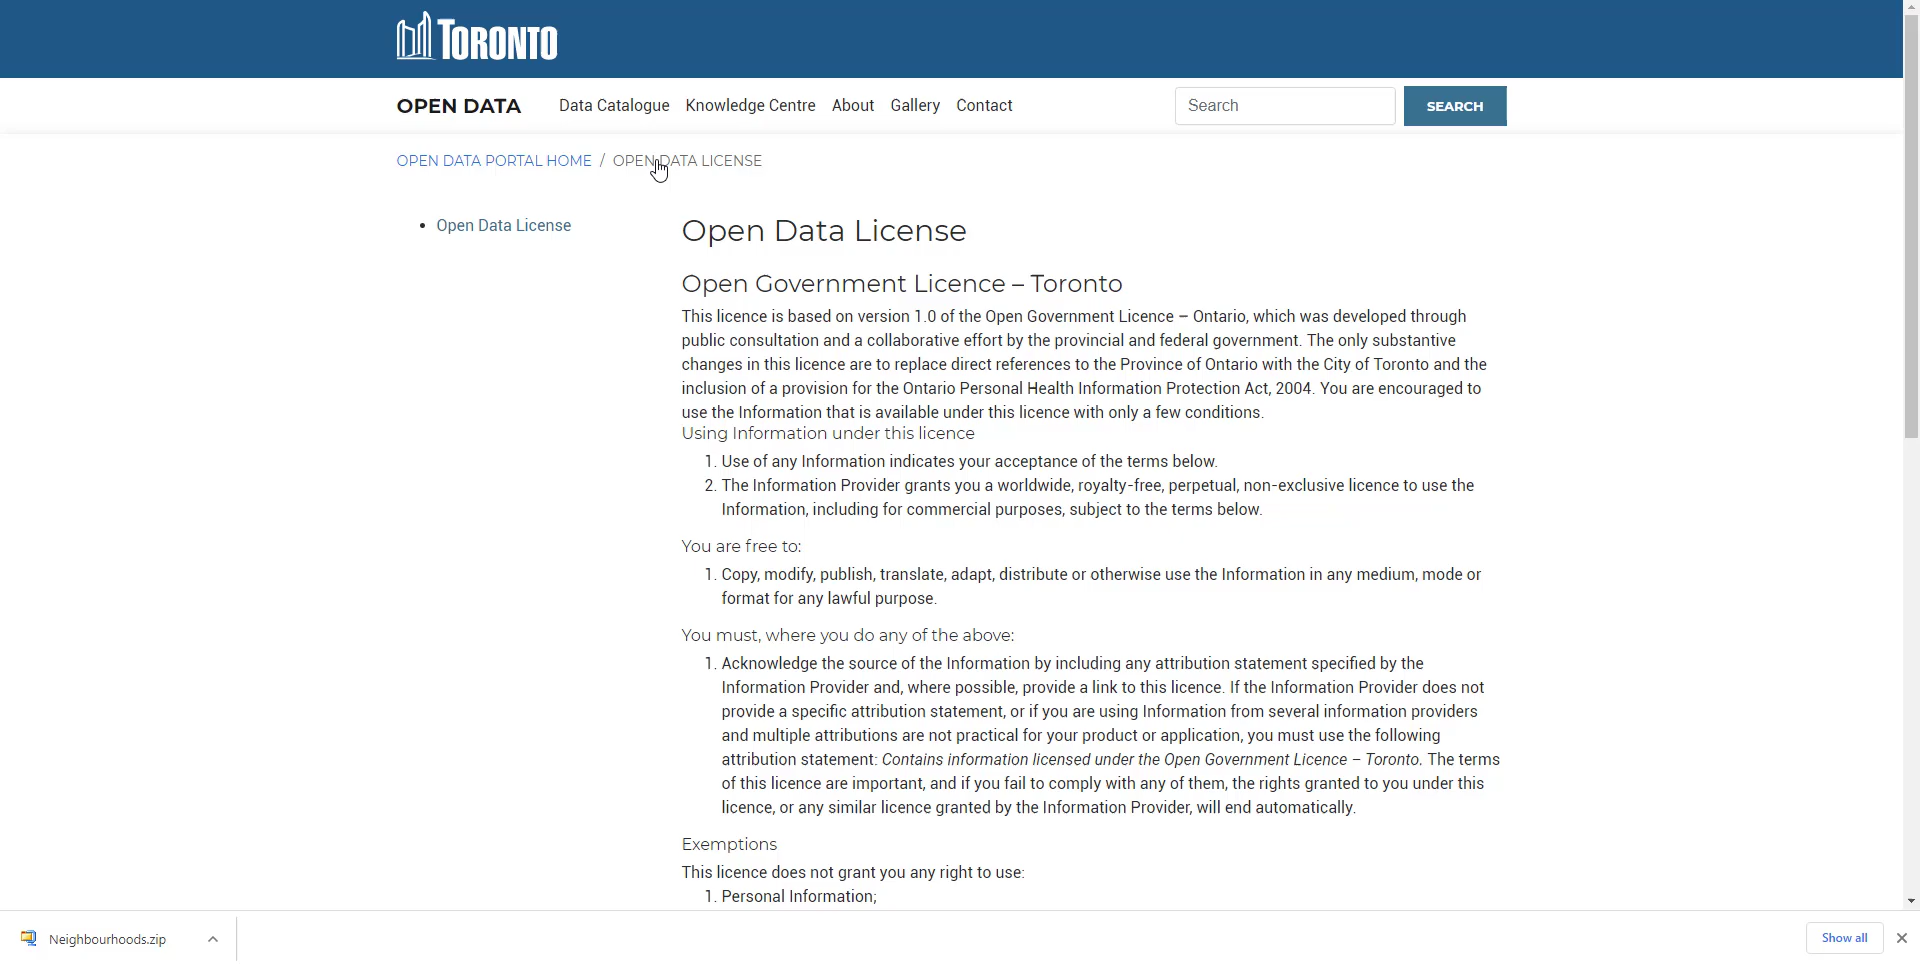 TORONTO
OPEN DATA Data Catalogue Knowledge Centre About Gallery Contact Search SEARCH
OPEN DATA PORTAL HOME / OPEN DATA LICENSE
• Open Data License
Open Data License
Open Government Licence – Toronto
This licence is based on version 1.0 of the Open Government Licence – Ontario, which was developed through
public consultation and a collaborative effort by the provincial and federal government. The only substantive
changes in this licence are to replace direct references to the Province of Ontario with the City of Toronto and the
inclusion of a provision for the Ontario Personal Health Information Protection Act, 2004. You are encouraged to
use the Information that is available under this licence with only a few conditions.
Using Information under this licence
1. Use of any Information indicates your acceptance of the terms below.
2. The Information Provider grants you a worldwide, royalty-free, perpetual, non-exclusive licence to use the
Information, including for commercial purposes, subject to the terms below.
You are free to:
1. Copy, modify, publish, translate, adapt, distribute or otherwise use the Information in any medium, mode or
format for any lawful purpose.
You must, where you do any of the above:
1. Acknowledge the source of the Information by including any attribution statement specified by the
Information Provider and, where possible, provide a link to this licence. If the Information Provider does not
provide a specific attribution statement, or if you are using Information from several information providers
and multiple attributions are not practical for your product or application, you must use the following
attribution statement: Contains information licensed under the Open Government Licence – Toronto. The terms
of this licence are important, and if you fail to comply with any of them, the rights granted to you under this
licence, or any similar licence granted by the Information Provider, will end automatically.
Exemptions
This licence does not grant you any right to use:
1. Personal Information;
Neighbourhoods.zip
Show all